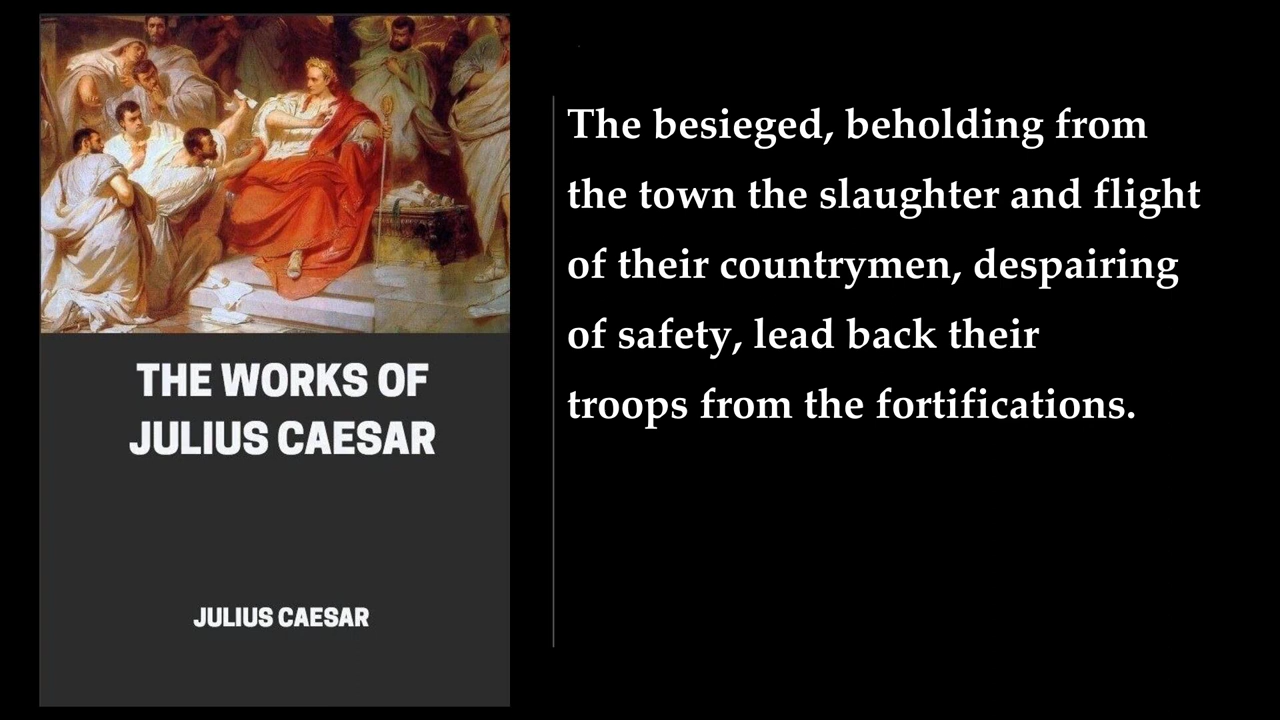 THE WORKS OF
JULIUS CAESAR
JULIUS CAESAR
The besieged, beholding from
the town the slaughter and flight
of their countrymen, despairing
of safety, lead back their
troops from the fortifications.